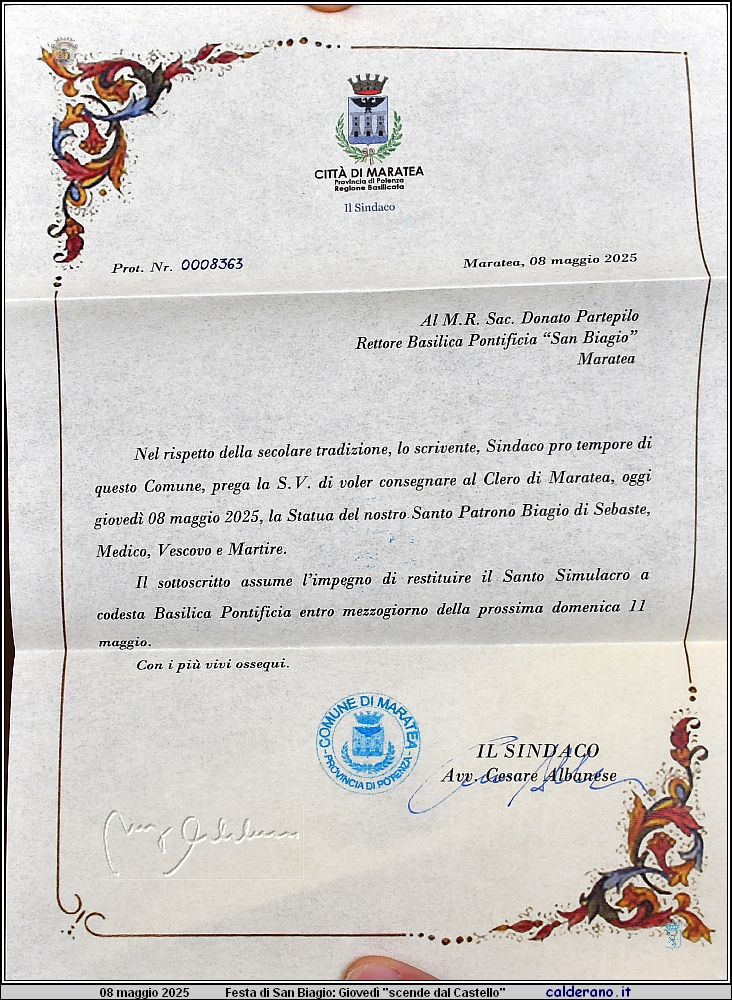 CITTÀ DI MARATEA
Provincia di Potenza
Regione Basilicata
Il Sindaco
Prot. Nr. 0008363
Maratea, 08 maggio 2025
Al M.R. Sac. Donato Partepilo
Rettore Basilica Pontificia “San Biagio”
Maratea
Nel rispetto della secolare tradizione, lo scrivente, Sindaco pro tempore di
questo Comune, prega la S.V. di voler consegnare al Clero di Maratea, oggi
giovedì 08 maggio 2025, la Statua del nostro Santo Patrono Biagio di Sebaste,
Medico, Vescovo e Martire.
Il sottoscritto assume l’impegno di restituire il Santo Simulacro a
codesta Basilica Pontificia entro mezzogiorno della prossima domenica 11
maggio.
Con i più vivi ossequi.
COMUNE DI MARATEA
- PROVINCIA DI POTENZA -
IL SINDACO
Avv. Cesare Albanese
08 maggio 2025 Festa di San Biagio: Giovedì "scende dal Castello" calderano.it